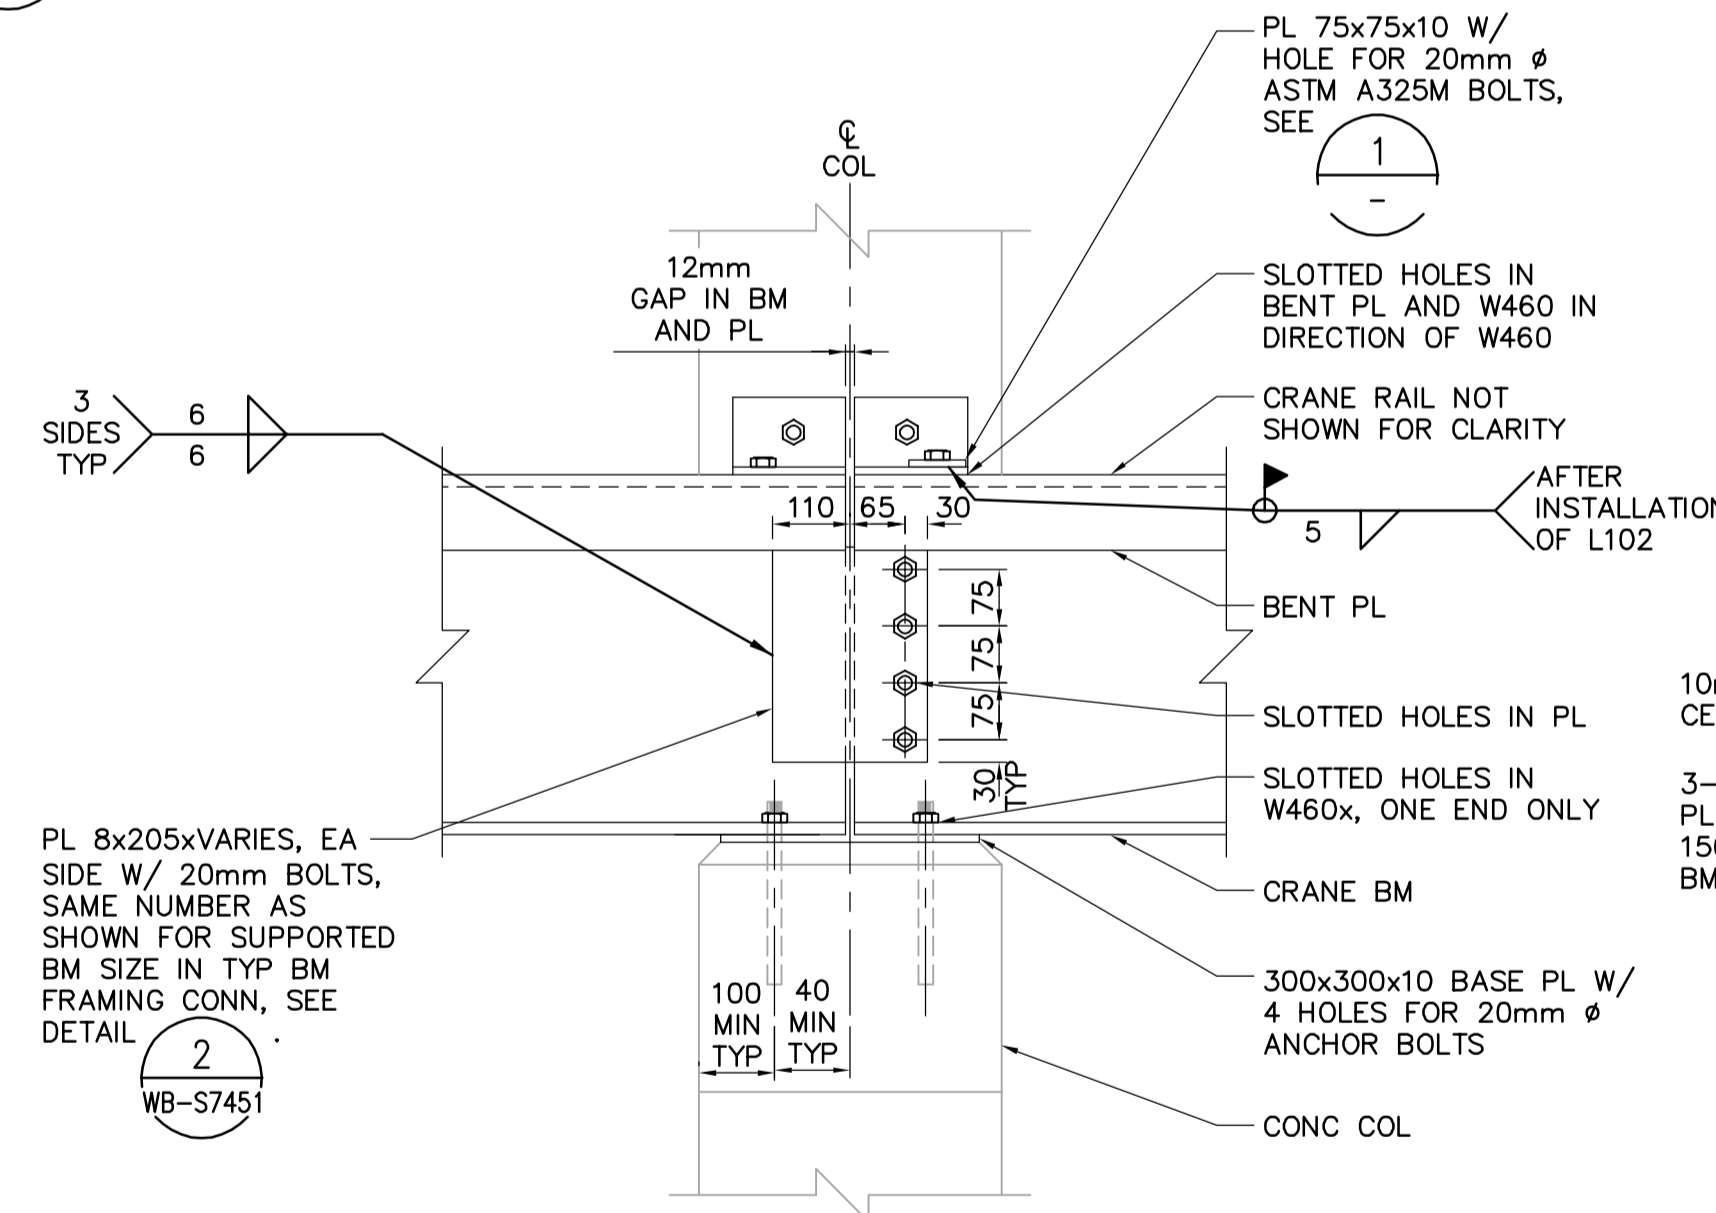 PL 75x75x10 W/
HOLE FOR 20mm ø
ASTM A325M BOLTS,
SEE
1
-
℄
COL
12mm
GAP IN BM
AND PL
SLOTTED HOLES IN
BENT PL AND W460 IN
DIRECTION OF W460
CRANE RAIL NOT
SHOWN FOR CLARITY
3
SIDES
TYP
6
6
AFTER
INSTALLATION
OF L102
5
110
65
30
75
75
75
30
TYP
BENT PL
SLOTTED HOLES IN PL
SLOTTED HOLES IN
W460x, ONE END ONLY
CRANE BM
300x300x10 BASE PL W/
4 HOLES FOR 20mm ø
ANCHOR BOLTS
CONC COL
PL 8x205xVARIES, EA
SIDE W/ 20mm BOLTS,
SAME NUMBER AS
SHOWN FOR SUPPORTED
BM SIZE IN TYP BM
FRAMING CONN, SEE
DETAIL
.
2
WB-S7451
100
MIN
TYP
40
MIN
TYP
CE
3-
PL
BM